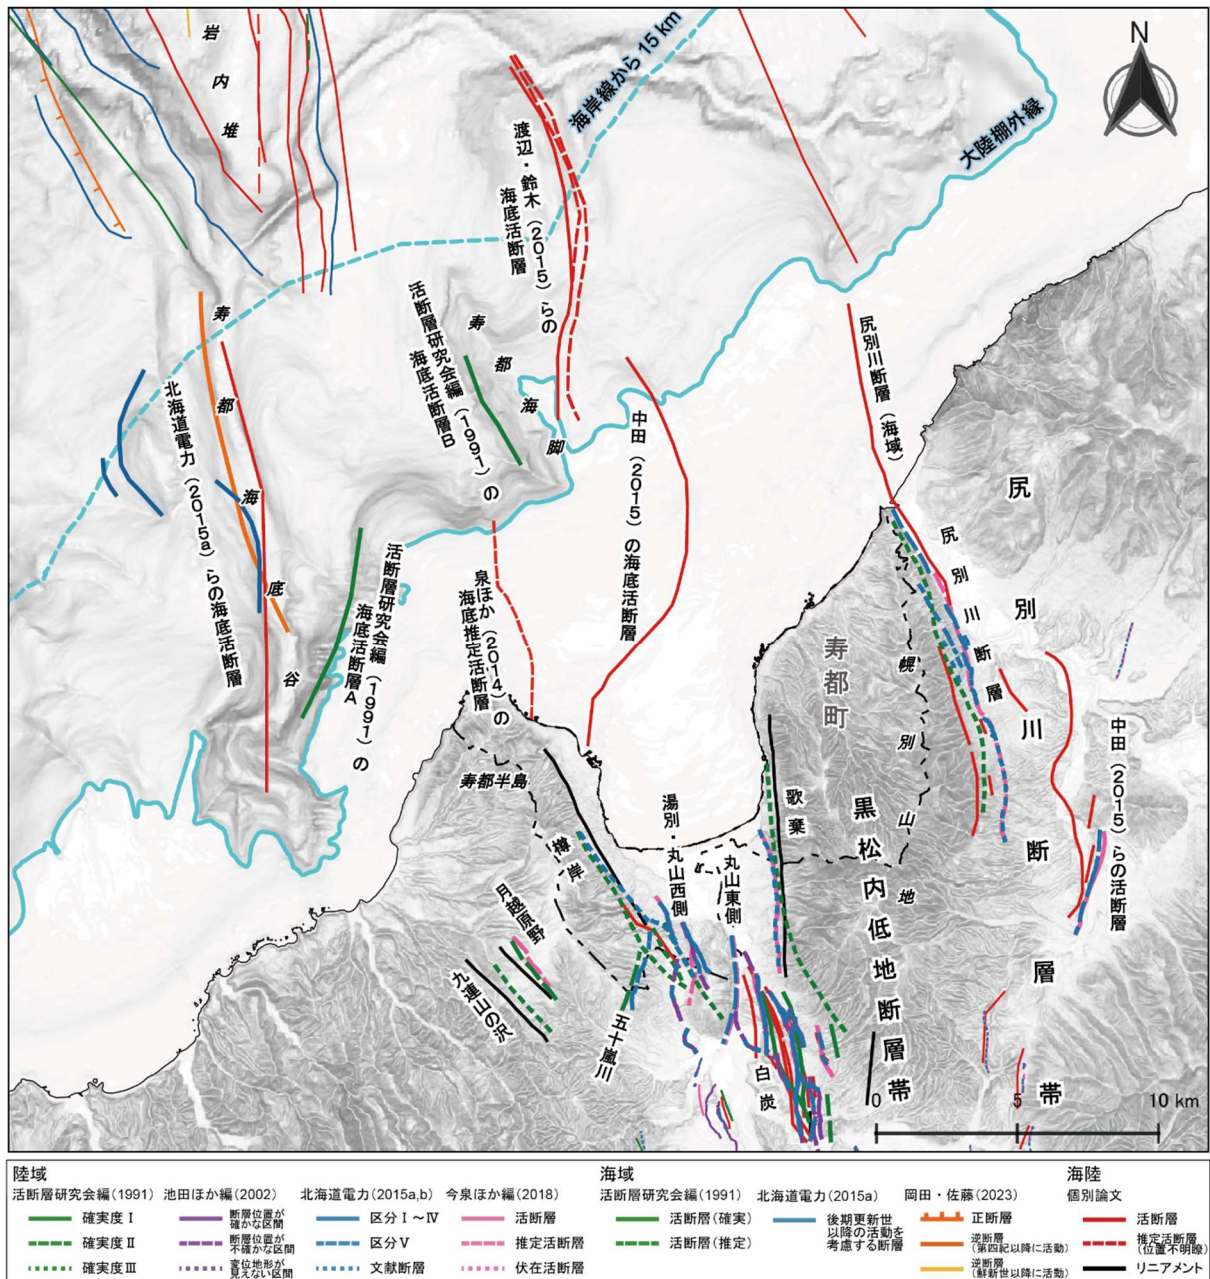 岩内堆
渡辺・鈴木（2015）らの
海底活断層
海岸線から 15 km
大陸棚外縁
N
寿都海底谷
北海道電力（2015a）らの海底活断層
活断層研究会編（1991）の
海底活断層B
寿都海脚
中田（2015）の海底活断層
尻別川断層（海域）
活断層研究会編（1991）の
海底活断層A
泉ほか（2014）の
海底推定活断層
尻別川断層
尻別川断層帯
寿都町
幌別山地
中田（2015）らの活断層
寿都半島
樽岸
湯別・丸山西側
丸山東側
歌棄
黒松内低地断層帯
月越原野
九連山の沢
五十嵐川
白炭
0 5 10 km
陸域
活断層研究会編(1991)
確実度Ⅰ
確実度Ⅱ
確実度Ⅲ
池田ほか編(2002)
断層位置が
確かな区間
断層位置が
不確かな区間
変位地形が
見えない区間
北海道電力(2015a,b)
区分Ⅰ～Ⅳ
区分Ⅴ
文献断層
今泉ほか編(2018)
活断層
推定活断層
伏在活断層
海域
活断層研究会編(1991)
活断層(確実)
活断層(推定)
北海道電力(2015a)
後期更新世
以降の活動を
考慮する断層
岡田・佐藤(2023)
正断層
逆断層
(第四紀以降に活動)
逆断層
(鮮新世以降に活動)
海陸
個別論文
活断層
推定活断層
(位置不明瞭)
リニアメント